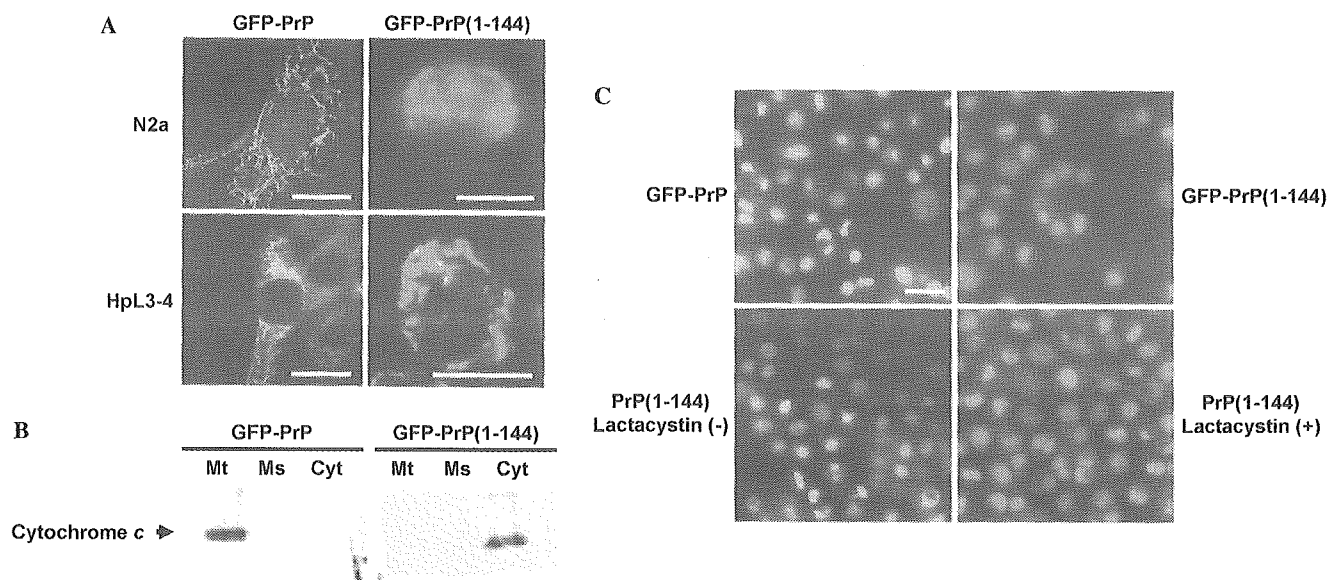 A
GFP-PrP GFP-PrP(1-144)
N2a
HpL3-4
B
GFP-PrP GFP-PrP(1-144)
Mt Ms Cyt Mt Ms Cyt
Cytochrome c
C
GFP-PrP
GFP-PrP(1-144)
PrP(1-144)
Lactacystin (-)
PrP(1-144)
Lactacystin (+)